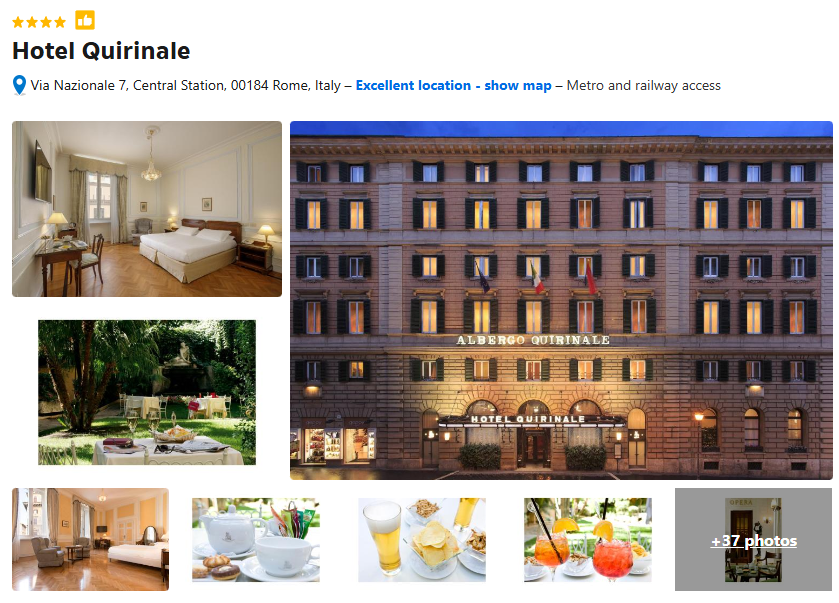 Hotel Quirinale
Via Nazionale 7, Central Station, 00184 Rome, Italy – Excellent location - show map – Metro and railway access
ALBERGO QUIRINALE
HOTEL QUIRINALE
OPERA
+37 photos